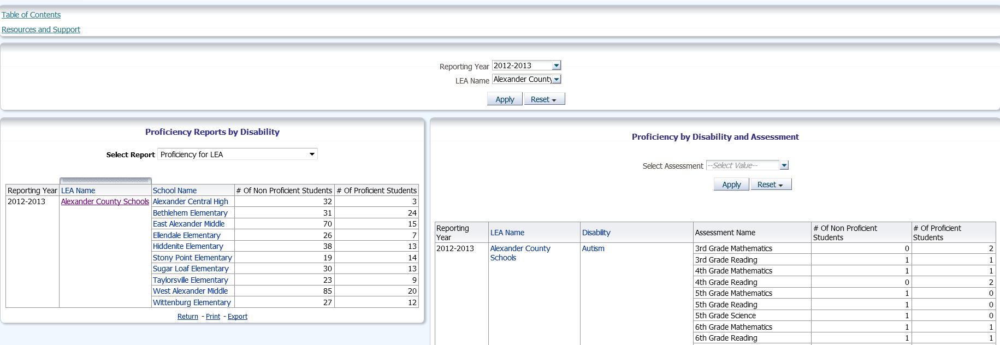 Table of Contents
Resources and Support
Reporting Year 2012-2013
LEA Name Alexander County
Apply Reset
Proficiency Reports by Disability
Select Report Proficiency for LEA
Reporting Year LEA Name School Name # Of Non Proficient Students # Of Proficient Students
2012-2013 Alexander County Schools Alexander Central High 32 3
Bethlehem Elementary 31 24
East Alexander Middle 70 15
Ellendale Elementary 26 7
Hiddenite Elementary 38 13
Stony Point Elementary 19 14
Sugar Loaf Elementary 30 13
Taylorsville Elementary 23 9
West Alexander Middle 85 20
Wittenburg Elementary 27 12
Return - Print - Export
Proficiency by Disability and Assessment
Select Assessment --Select Value--
Apply Reset
Reporting Year LEA Name Disability Assessment Name # Of Non Proficient Students # Of Proficient Students
2012-2013 Alexander County Schools Autism 3rd Grade Mathematics 0 2
3rd Grade Reading 1 1
4th Grade Mathematics 1 1
4th Grade Reading 0 2
5th Grade Mathematics 1 0
5th Grade Reading 1 0
5th Grade Science 1 0
6th Grade Mathematics 1 1
6th Grade Reading 1 1